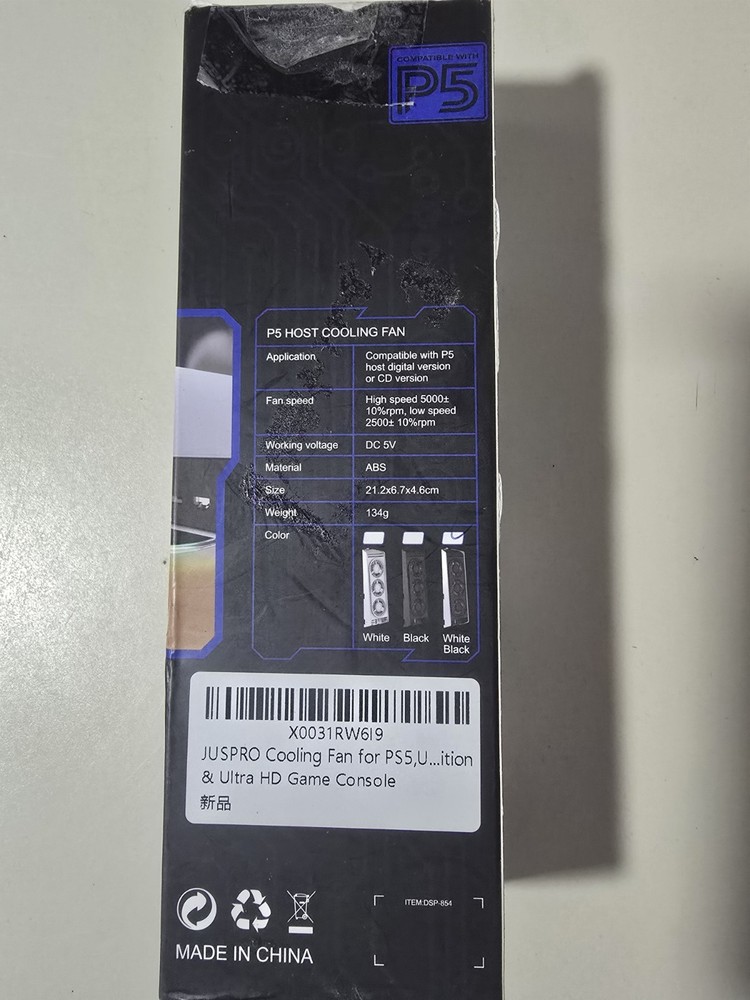 COMPATIBLE WITH
P5
P5 HOST COOLING FAN
Application
Compatible with P5
host digital version
or CD version
Fan speed
High speed 5000±
10%rpm, low speed
2500± 10%rpm
Working voltage
DC 5V
Material
ABS
Size
21.2x6.7x4.6cm
Weight
134g
Color
White
Black
White
Black
X0031RW6I9
JUSPRO Cooling Fan for PS5,U...ition
& Ultra HD Game Console
新品
ITEM:DSP-854
MADE IN CHINA